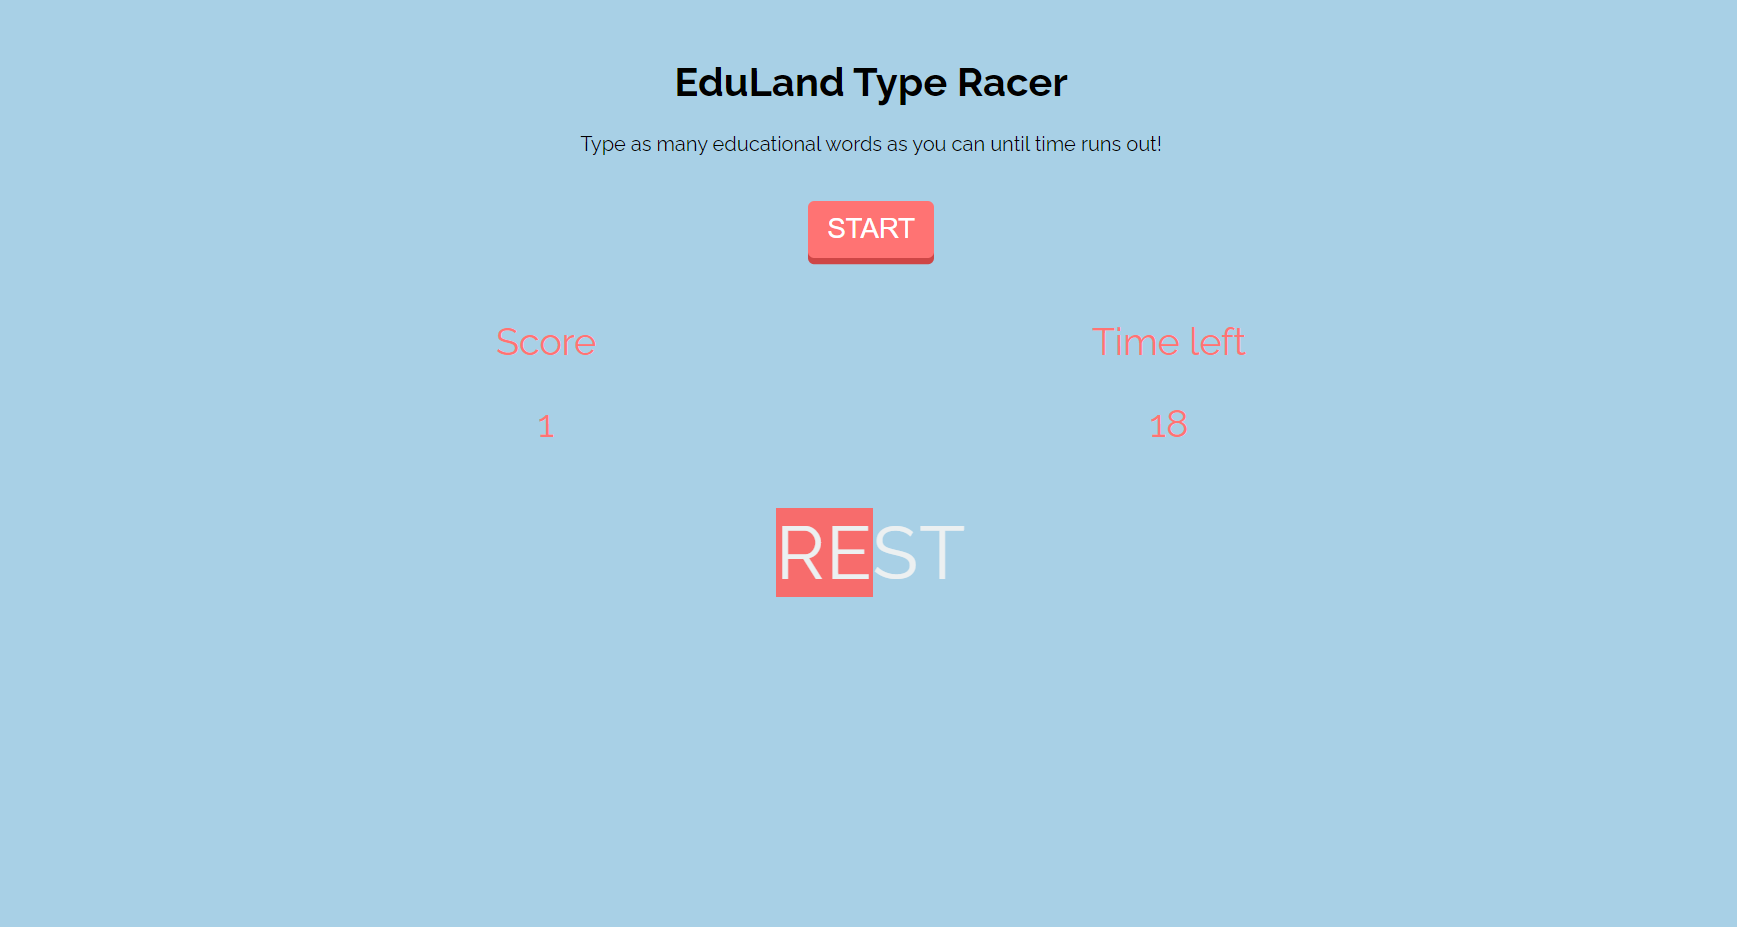 EduLand Type Racer
Type as many educational words as you can until time runs out!
START
Score
Time left
1
18
REST